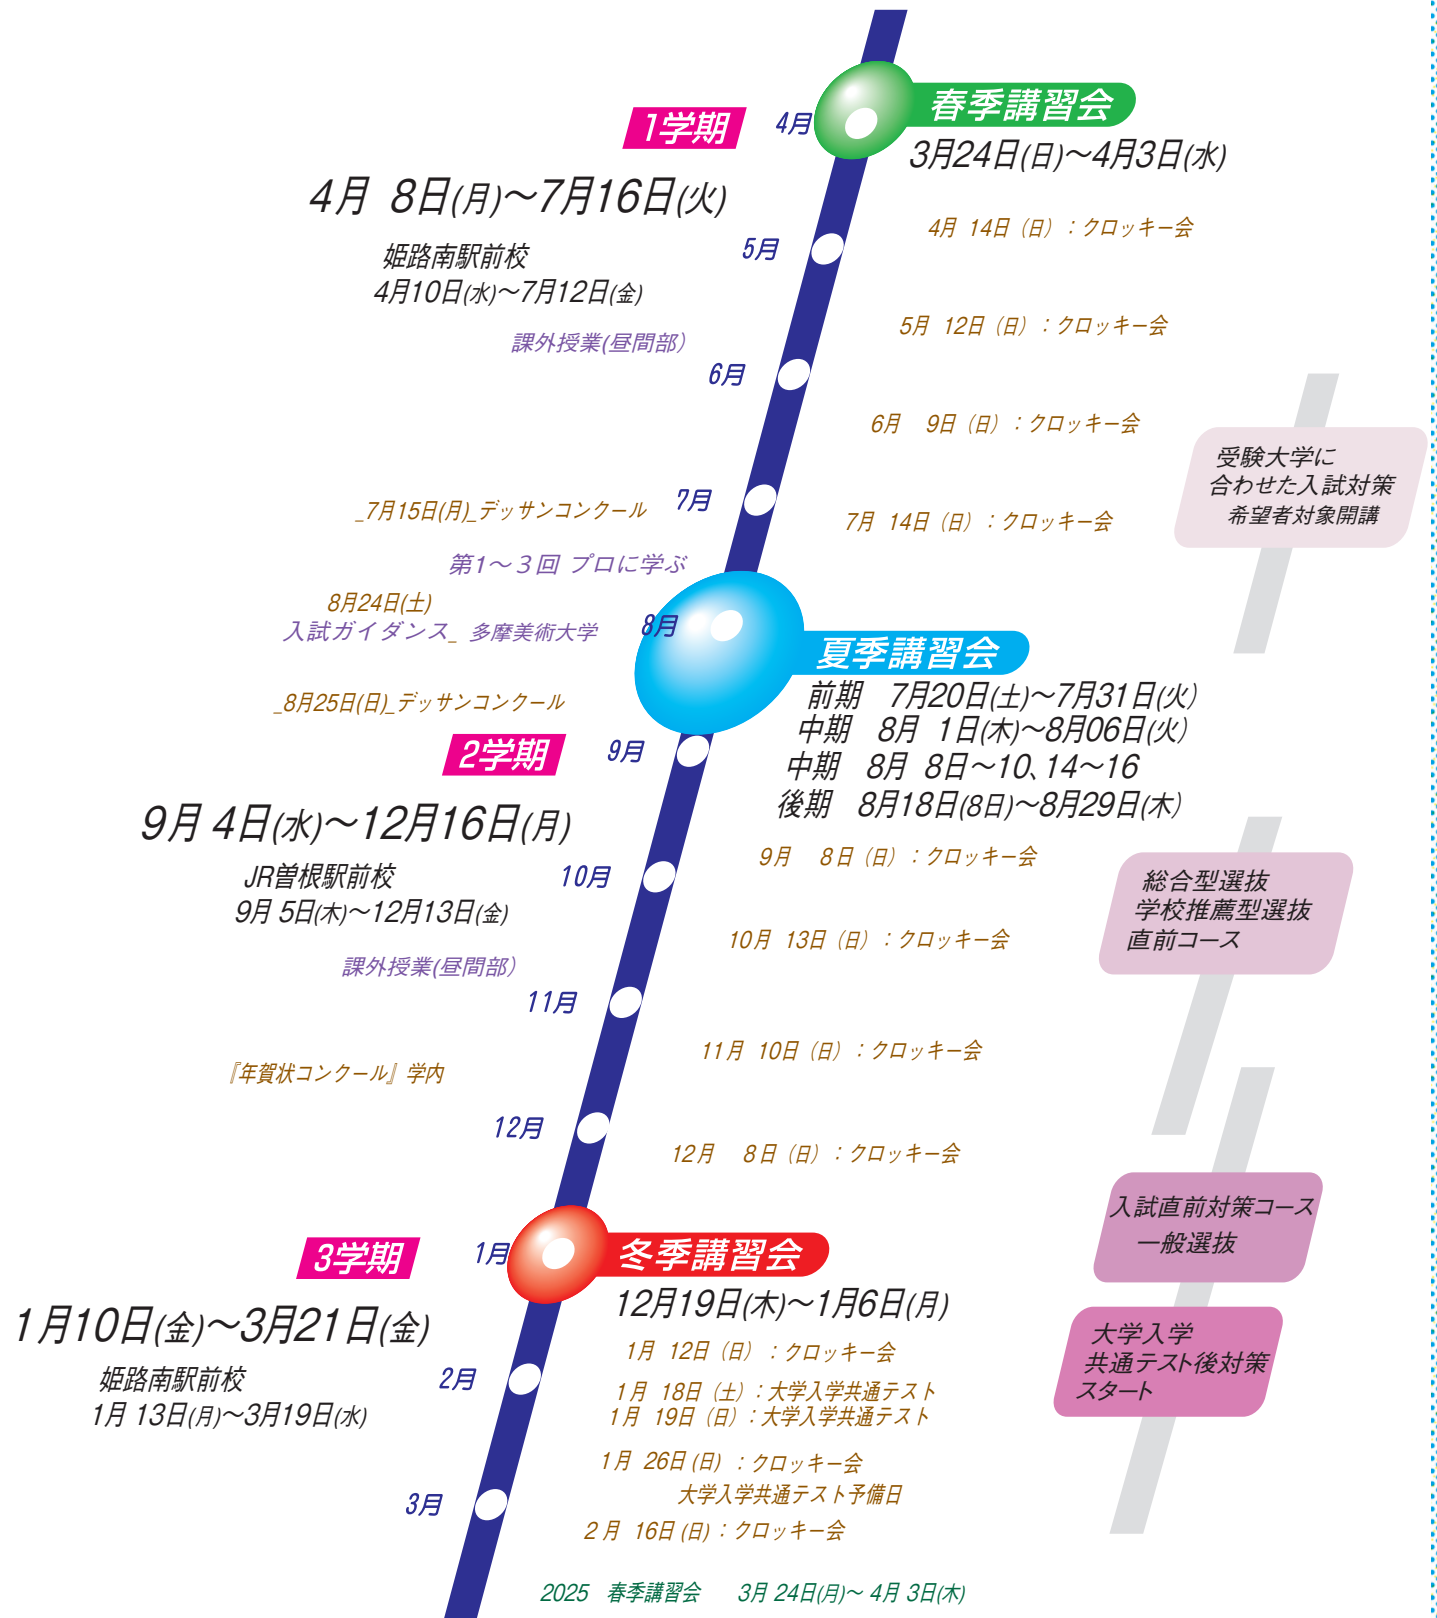 春季講習会
3月24日(日)～4月3日(水)
1学期
4月
4月 8日(月)～7月16日(火)
姫路南駅前校
4月10日(水)～7月12日(金)
4月 14日（日）：クロッキー会
5月
5月 12日（日）：クロッキー会
課外授業(昼間部）
6月
6月 9日（日）：クロッキー会
受験大学に
合わせた入試対策
希望者対象開講
_7月15日(月)_デッサンコンクール
7月
7月 14日（日）：クロッキー会
第1～３回 プロに学ぶ
8月24日(土)
入試ガイダンス_ 多摩美術大学
8月
夏季講習会
前期 7月20日(土)～7月31日(火）
中期 8月 1日(木)～8月06日(火）
中期 8月 8日～10、14～16
後期 8月18日(8日)～8月29日(木）
_8月25日(日)_デッサンコンクール
2学期
9月
9月 4日(水)～12月16日(月)
JR曽根駅前校
9月 5日(木)～12月13日(金)
9月 8日（日）：クロッキー会
10月
総合型選抜
学校推薦型選抜
直前コース
10月 13日（日）：クロッキー会
課外授業(昼間部）
11月
11月 10日（日）：クロッキー会
『年賀状コンクール』学内
12月
12月 8日（日）：クロッキー会
入試直前対策コース
一般選抜
3学期
1月
冬季講習会
12月19日(木)～1月6日(月)
1月10日(金)～3月21日(金)
姫路南駅前校
1月 13日(月)～3月19日(水)
2月
1月 12日（日）：クロッキー会
1月 18日（土）：大学入学共通テスト
1月 19日（日）：大学入学共通テスト
大学入学
共通テスト後対策
スタート
1月 26日(日）：クロッキー会
大学入学共通テスト予備日
3月
2月 16日(日)：クロッキー会
2025 春季講習会 3月 24日(月)～ 4月 3日(木)